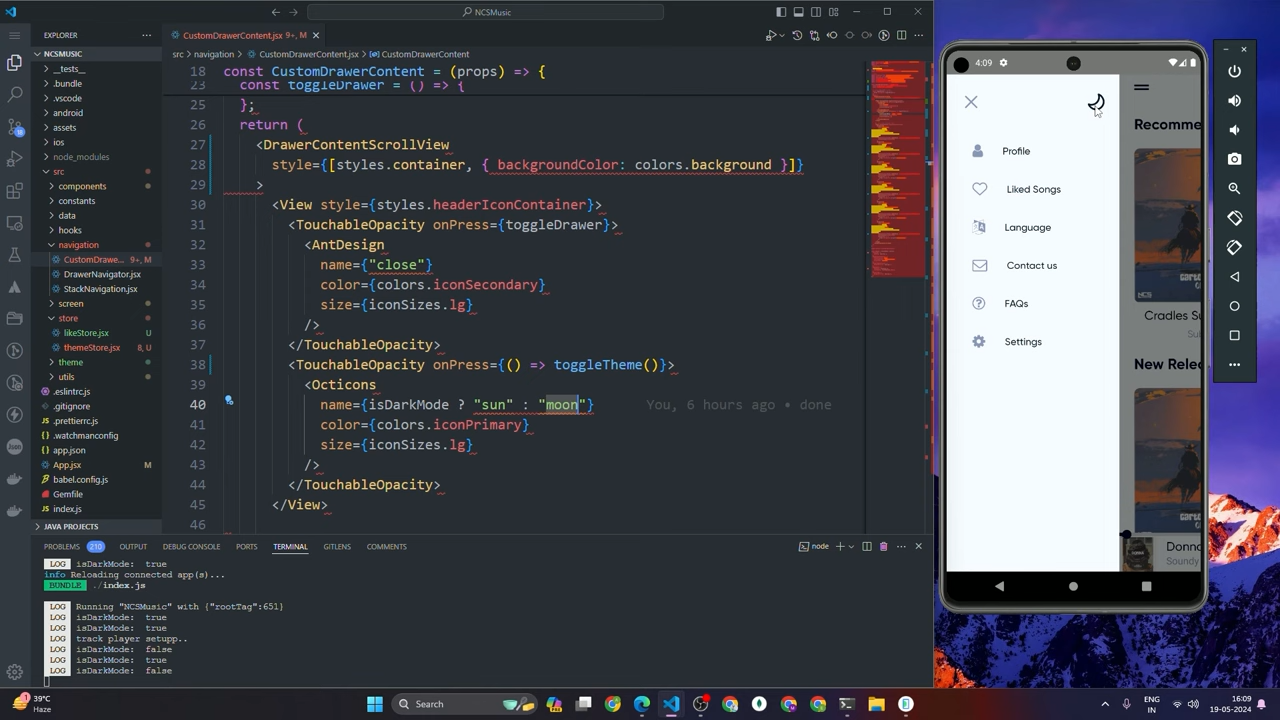 NCSMusic
EXPLORER
NCSMUSIC
__tests__
.bundle
.vscode
android
assets
ios
node_modules
src
components
constants
data
hooks
navigation
CustomDrawe... 9+, M
DrawerNavigator.jsx
StackNavigation.jsx
screen
store
likeStore.jsx U
themeStore.jsx 8, U
theme
utils
.eslintrc.js
.gitignore
.prettierrc.js
.watchmanconfig
app.json
App.jsx M
babel.config.js
Gemfile
index.js
JAVA PROJECTS
CustomDrawerContent.jsx 9+, M
src > navigation > CustomDrawerContent.jsx > CustomDrawerContent
18 const CustomDrawerContent = (props) => {
23 const toggleDrawer = () => {
25 };
26 return (
27 <DrawerContentScrollView
28 style={[styles.container, { backgroundColor: colors.background }]}
29 >
30 <View style={styles.headerIconContainer}>
31 <TouchableOpacity onPress={toggleDrawer}>
32 <AntDesign
33 name={"close"}
34 color={colors.iconSecondary}
35 size={iconSizes.lg}
36 />
37 </TouchableOpacity>
38 <TouchableOpacity onPress={() => toggleTheme()}>
39 <Octicons
40 name={isDarkMode ? "sun" : "moon"} You, 6 hours ago • done
41 color={colors.iconPrimary}
42 size={iconSizes.lg}
43 />
44 </TouchableOpacity>
45 </View>
46
PROBLEMS 210 OUTPUT DEBUG CONSOLE PORTS TERMINAL GITLENS COMMENTS
node
LOG isDarkMode: true
info Reloading connected app(s)...
BUNDLE ./index.js
LOG Running "NCSMusic" with {"rootTag":651}
LOG isDarkMode: true
LOG isDarkMode: true
LOG track player setupp..
LOG isDarkMode: false
LOG isDarkMode: true
LOG isDarkMode: false
4:09
Profile
Liked Songs
Language
Contact us
FAQs
Settings
Recomme
Cradles Su
New Relea
Donna
Soundy
39°C
Haze
Search
ENG
IN
16:09
19-05-2024